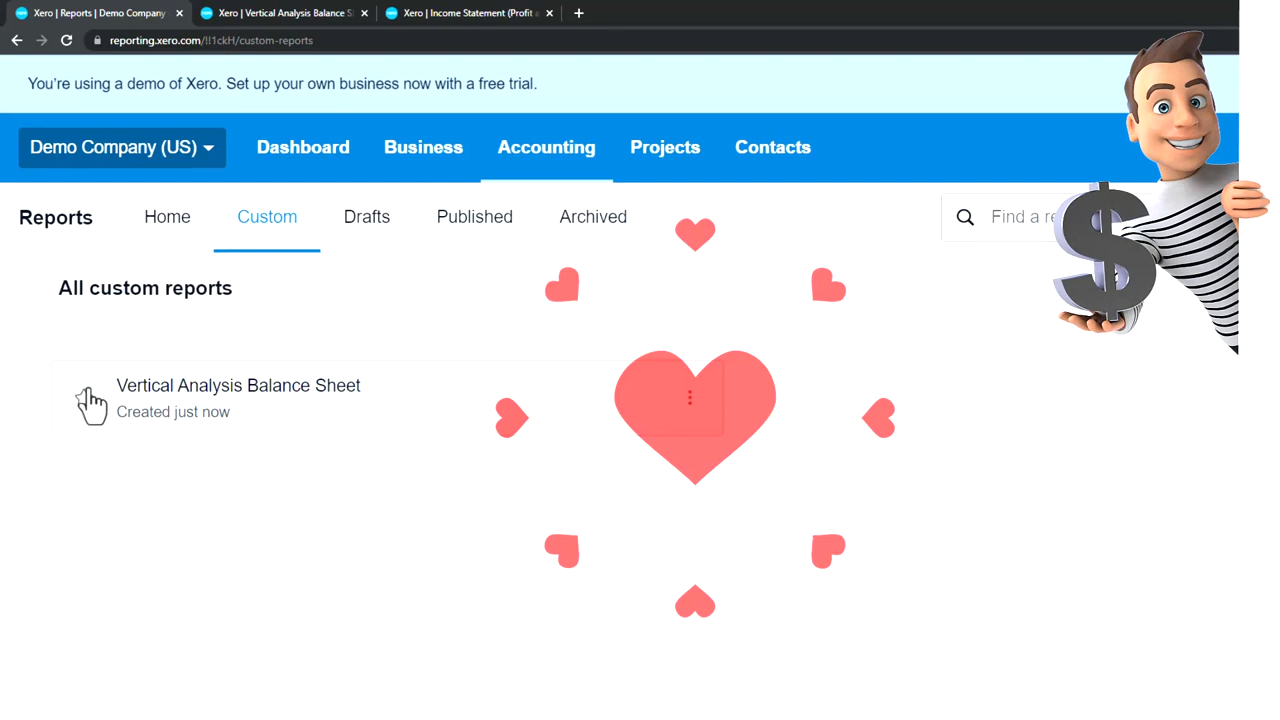 Xero | Reports | Demo Company
Xero | Vertical Analysis Balance
Xero | Income Statement (Profit
reporting.xero.com/!!1ckH/custom-reports
You're using a demo of Xero. Set up your own business now with a free trial.
Demo Company (US) Dashboard Business Accounting Projects Contacts
Reports Home Custom Drafts Published Archived Find a
All custom reports
Vertical Analysis Balance Sheet
Created just now